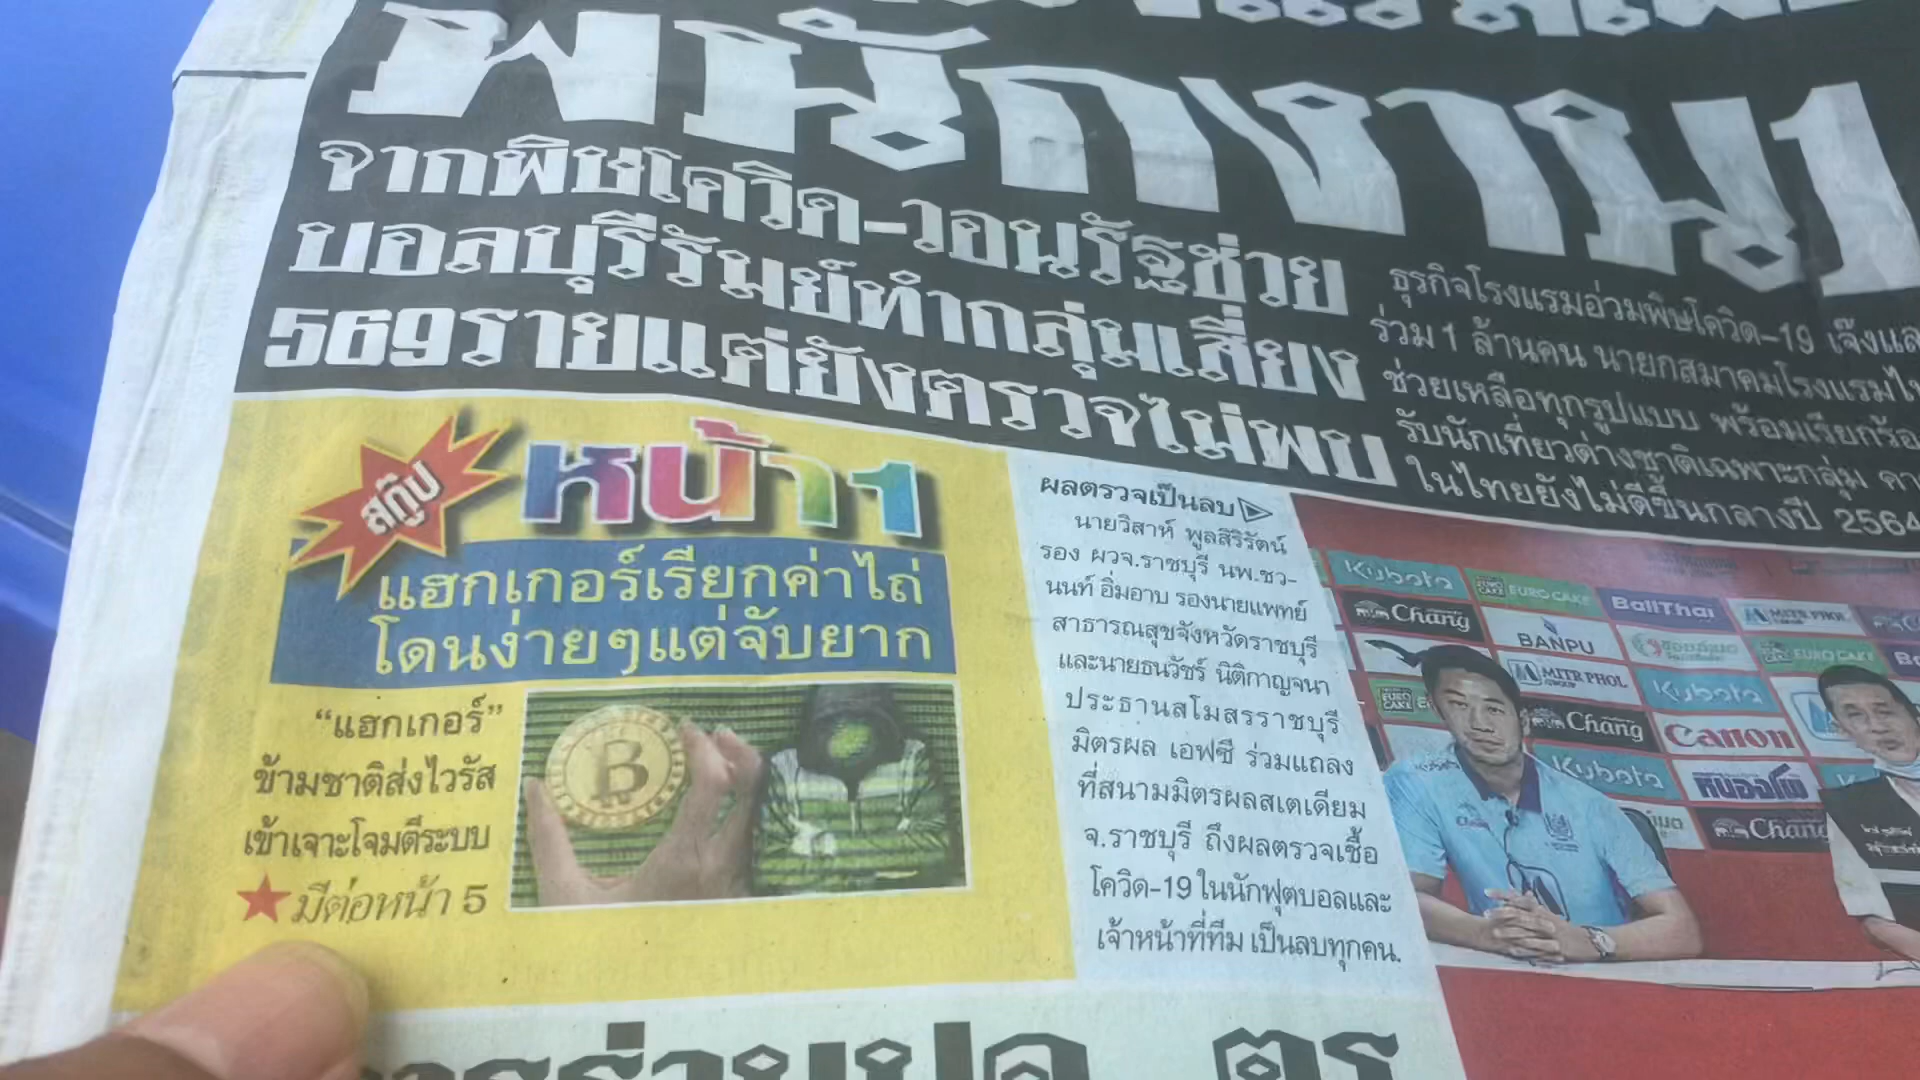 พนักงาน1
จากพิษโควิด-วอนรัฐช่วย
บอลบุรีรัมย์ทำกลุ่มเสี่ยง
569รายแต่ยังตรวจไม่พบ
ธุรกิจโรงแรมอ่วมพิษโควิด-19 เจ๊งแล
ร่วม 1 ล้านคน นายกสมาคมโรงแรมไท
ช่วยเหลือทุกรูปแบบ พร้อมเรียกร้อ
รับนักเที่ยวต่างชาติเฉพาะกลุ่ม คา
ในไทยยังไม่ดีขึ้นกลางปี 2564
สกู๊ป
หน้า1
แฮกเกอร์เรียกค่าไถ่
โดนง่ายๆแต่จับยาก
“แฮกเกอร์”
ข้ามชาติส่งไวรัส
เข้าเจาะโจมตีระบบ
มีต่อหน้า 5
ผลตรวจเป็นลบ
นายวิสาห์ พูลสิริรัตน์
รอง ผวจ.ราชบุรี นพ.ชว-
นนท์ อิ่มอาบ รองนายแพทย์
สาธารณสุขจังหวัดราชบุรี
และนายธนวัชร์ นิติกาญจนา
ประธานสโมสรราชบุรี
มิตรผล เอฟซี ร่วมแถลง
ที่สนามมิตรผลสเตเดียม
จ.ราชบุรี ถึงผลตรวจเชื้อ
โควิด-19 ในนักฟุตบอลและ
เจ้าหน้าที่ทีม เป็นลบทุกคน.
Kubota EURO CAKE BallThai MITR PHOL
Chang BANPU EURO CAKE
MITR PHOL Kubota
EURO CAKE Chang Canon
Kubota หนองโพ
Chang